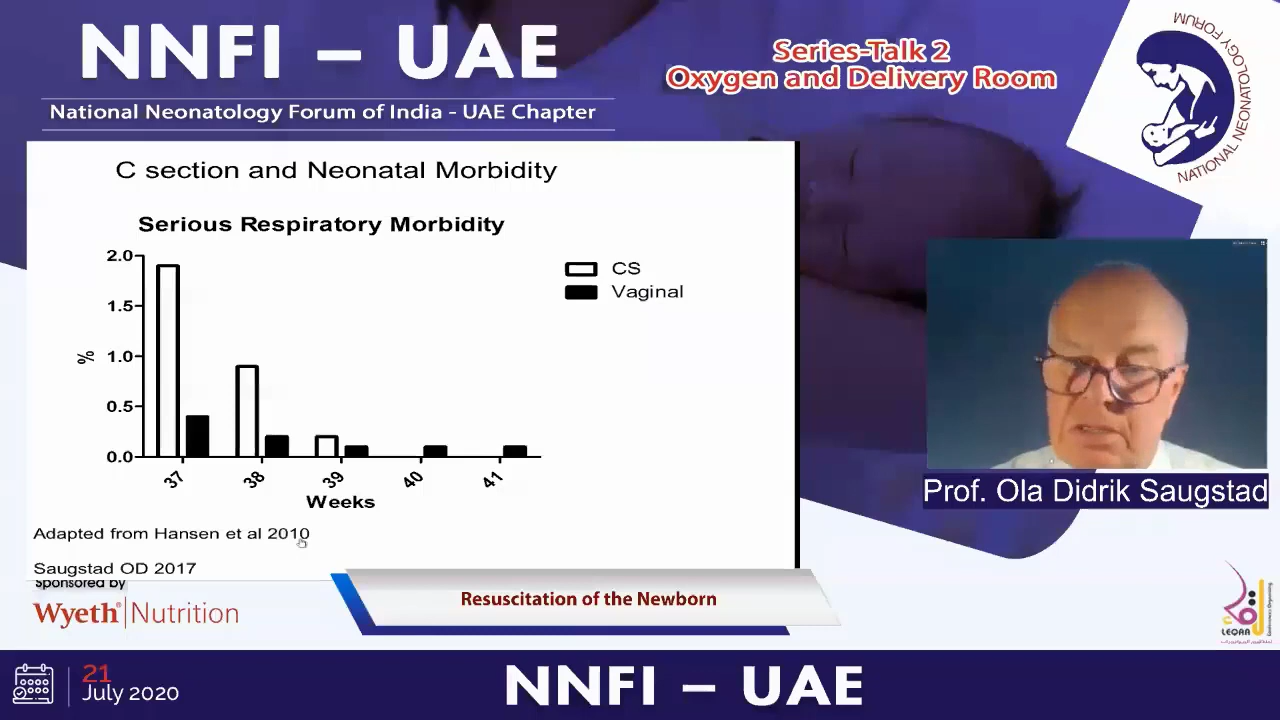 NNFI – UAE
National Neonatology Forum of India - UAE Chapter
Series-Talk 2
Oxygen and Delivery Room
NATIONAL NEONATOLOGY FORUM
C section and Neonatal Morbidity
Serious Respiratory Morbidity
2.0
1.5
1.0
0.5
0.0
%
37
38
39
40
41
Weeks
CS
Vaginal
Adapted from Hansen et al 2010
Saugstad OD 2017
Prof. Ola Didrik Saugstad
Sponsored by
Wyeth® Nutrition
Resuscitation of the Newborn
LEQAA
21
July 2020
NNFI – UAE